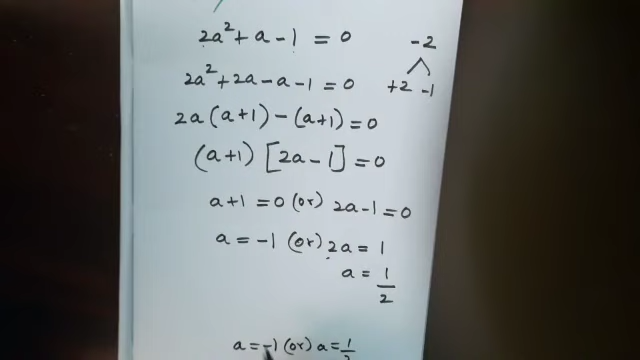 2a² + a - 1 = 0
-2
2a² + 2a - a - 1 = 0
+2 -1
2a (a+1) - (a+1) = 0
(a+1) [2a - 1] = 0
a + 1 = 0 (or) 2a - 1 = 0
a = -1 (or) 2a = 1
a = 1/2
a = -1 (or) a = 1/2